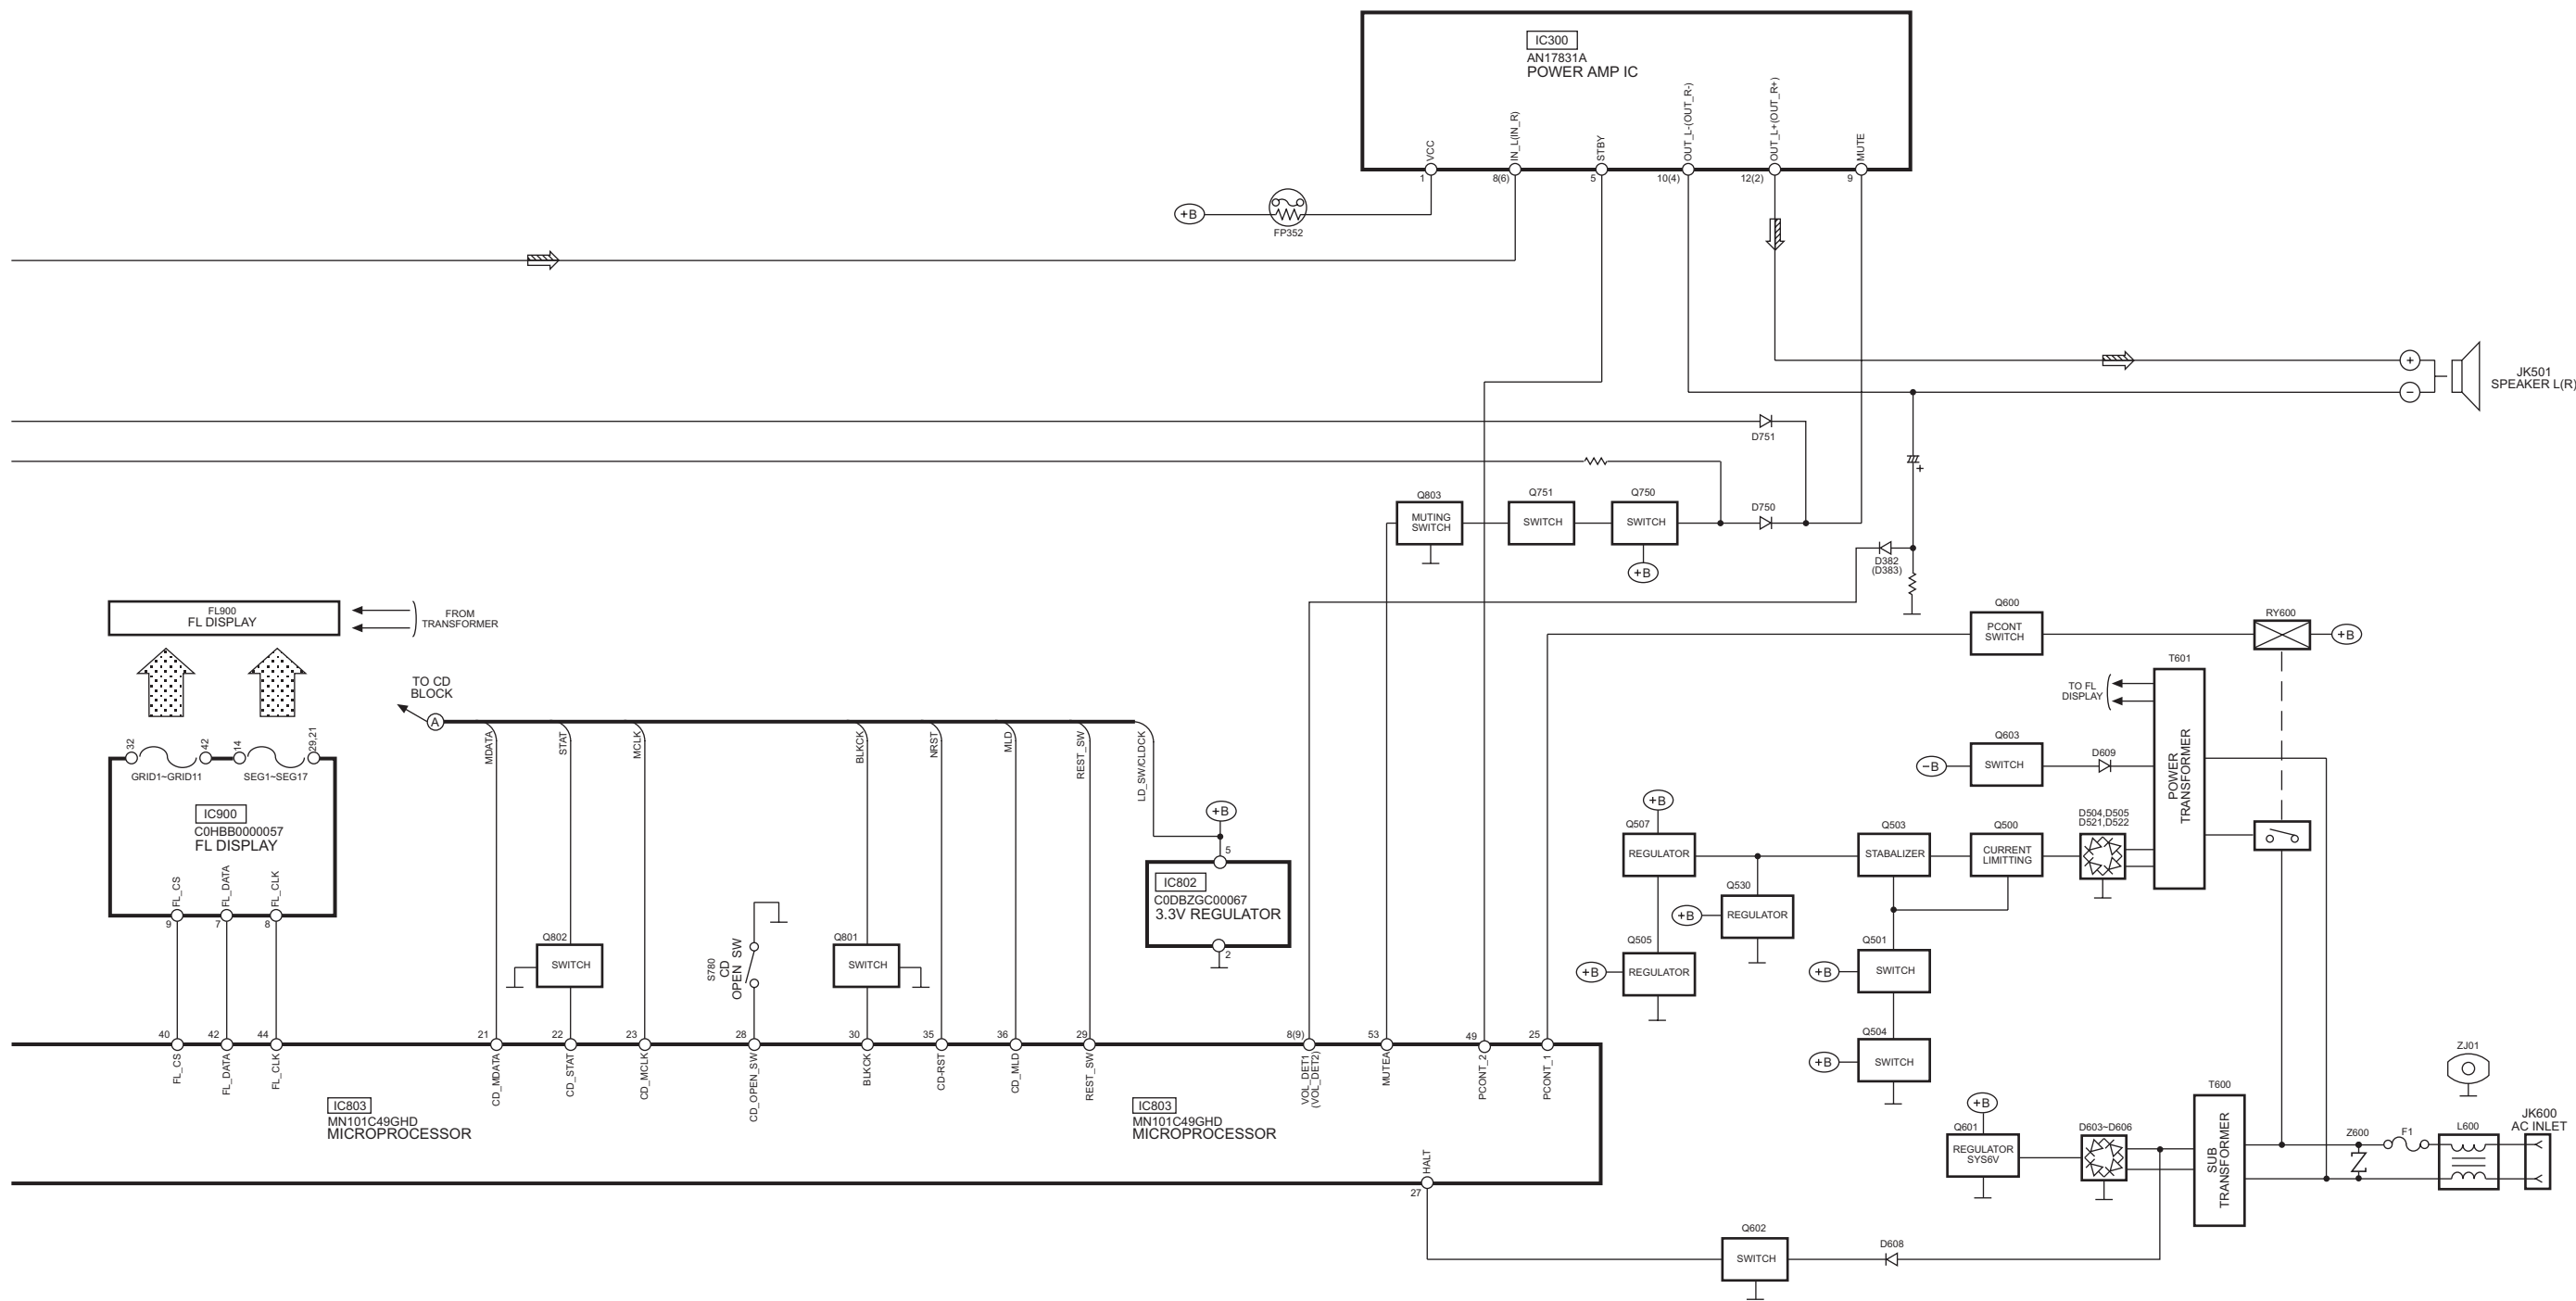 IC300
AN17831A
POWER AMP IC
VCC
IN_L(IN_R)
STBY
OUT_L-(OUT_R-)
OUT_L+(OUT_R+)
MUTE
1
8(6)
5
10(4)
12(2)
9
+B
FP352
+
−
JK501
SPEAKER L(R)
D751
Q803
MUTING
SWITCH
Q751
SWITCH
Q750
SWITCH
D750
+B
+
D382
(D383)
FL900
FL DISPLAY
FROM
TRANSFORMER
Q600
PCONT
SWITCH
RY600
+B
TO CD
BLOCK
A
MDATA
STAT
MCLK
BLKCK
NRST
MLD
REST_SW
LD_SW/CLDCK
T601
POWER
TRANSFORMER
TO FL
DISPLAY
32
42
14
29,21
GRID1~GRID11
SEG1~SEG17
IC900
C0HBB0000057
FL DISPLAY
FL_CS
FL_DATA
FL_CLK
9
7
8
Q603
SWITCH
−B
D609
+B
5
IC802
C0DBZGC00067
3.3V REGULATOR
2
+B
Q507
REGULATOR
Q503
STABALIZER
Q500
CURRENT
LIMITTING
D504,D505
D521,D522
Q530
REGULATOR
+B
Q505
REGULATOR
+B
Q501
SWITCH
+B
Q504
SWITCH
+B
Q802
SWITCH
S780
CD
OPEN SW
Q801
SWITCH
40
42
44
21
22
23
28
30
35
36
29
8(9)
53
49
25
FL_CS
FL_DATA
FL_CLK
CD_MDATA
CD_STAT
CD_MCLK
CD_OPEN_SW
BLKCK
CD-RST
CD_MLD
REST_SW
VOL_DET1
(VOL_DET2)
MUTEA
PCONT_2
PCONT_1
IC803
MN101C49GHD
MICROPROCESSOR
IC803
MN101C49GHD
MICROPROCESSOR
HALT
27
+B
Q601
REGULATOR
SYS6V
D603~D606
T600
SUB
TRANSFORMER
ZJ01
Z600
F1
L600
JK600
AC INLET
Q602
SWITCH
D608